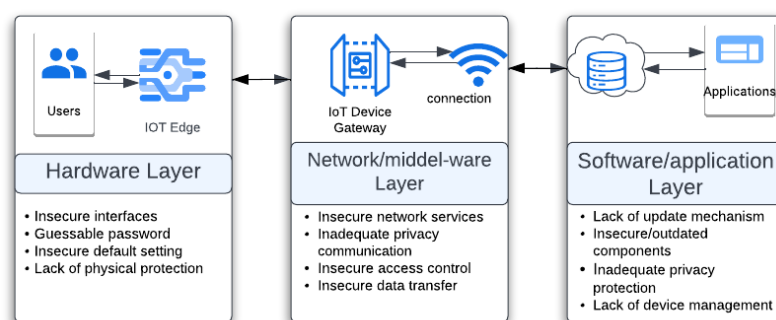 Users
IOT Edge
Hardware Layer
• Insecure interfaces
• Guessable password
• Insecure default setting
• Lack of physical protection
IoT Device
Gateway
connection
Network/middel-ware
Layer
• Insecure network services
• Inadequate privacy
communication
• Insecure access control
• Insecure data transfer
Applications
Software/application
Layer
• Lack of update mechanism
• Insecure/outdated
components
• Inadequate privacy
protection
• Lack of device management